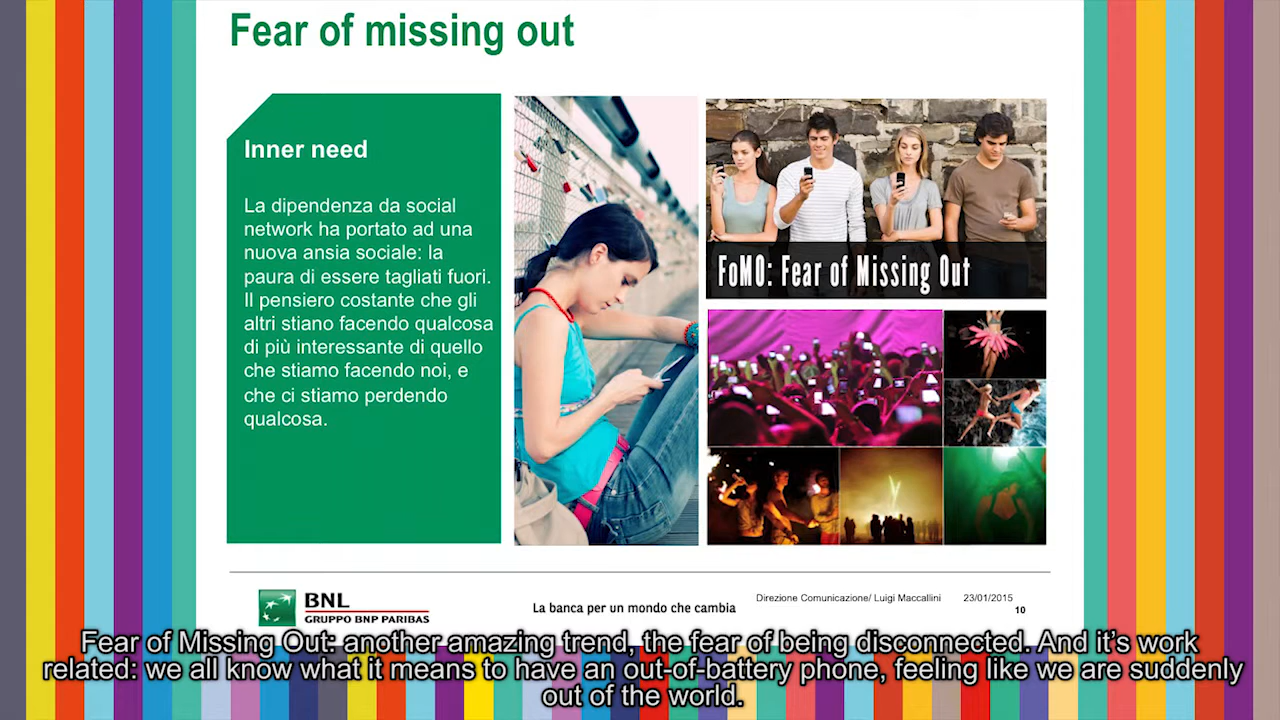 Fear of missing out
Inner need
La dipendenza da social
network ha portato ad una
nuova ansia sociale: la
paura di essere tagliati fuori.
Il pensiero costante che gli
altri stiano facendo qualcosa
di più interessante di quello
che stiamo facendo noi, e
che ci stiamo perdendo
qualcosa.
FoMO: Fear of Missing Out
BNL
GRUPPO BNP PARIBAS
La banca per un mondo che cambia
Direzione Comunicazione/ Luigi Maccallini 23/01/2015
10
Fear of Missing Out: another amazing trend, the fear of being disconnected. And it’s work
related: we all know what it means to have an out-of-battery phone, feeling like we are suddenly
out of the world.